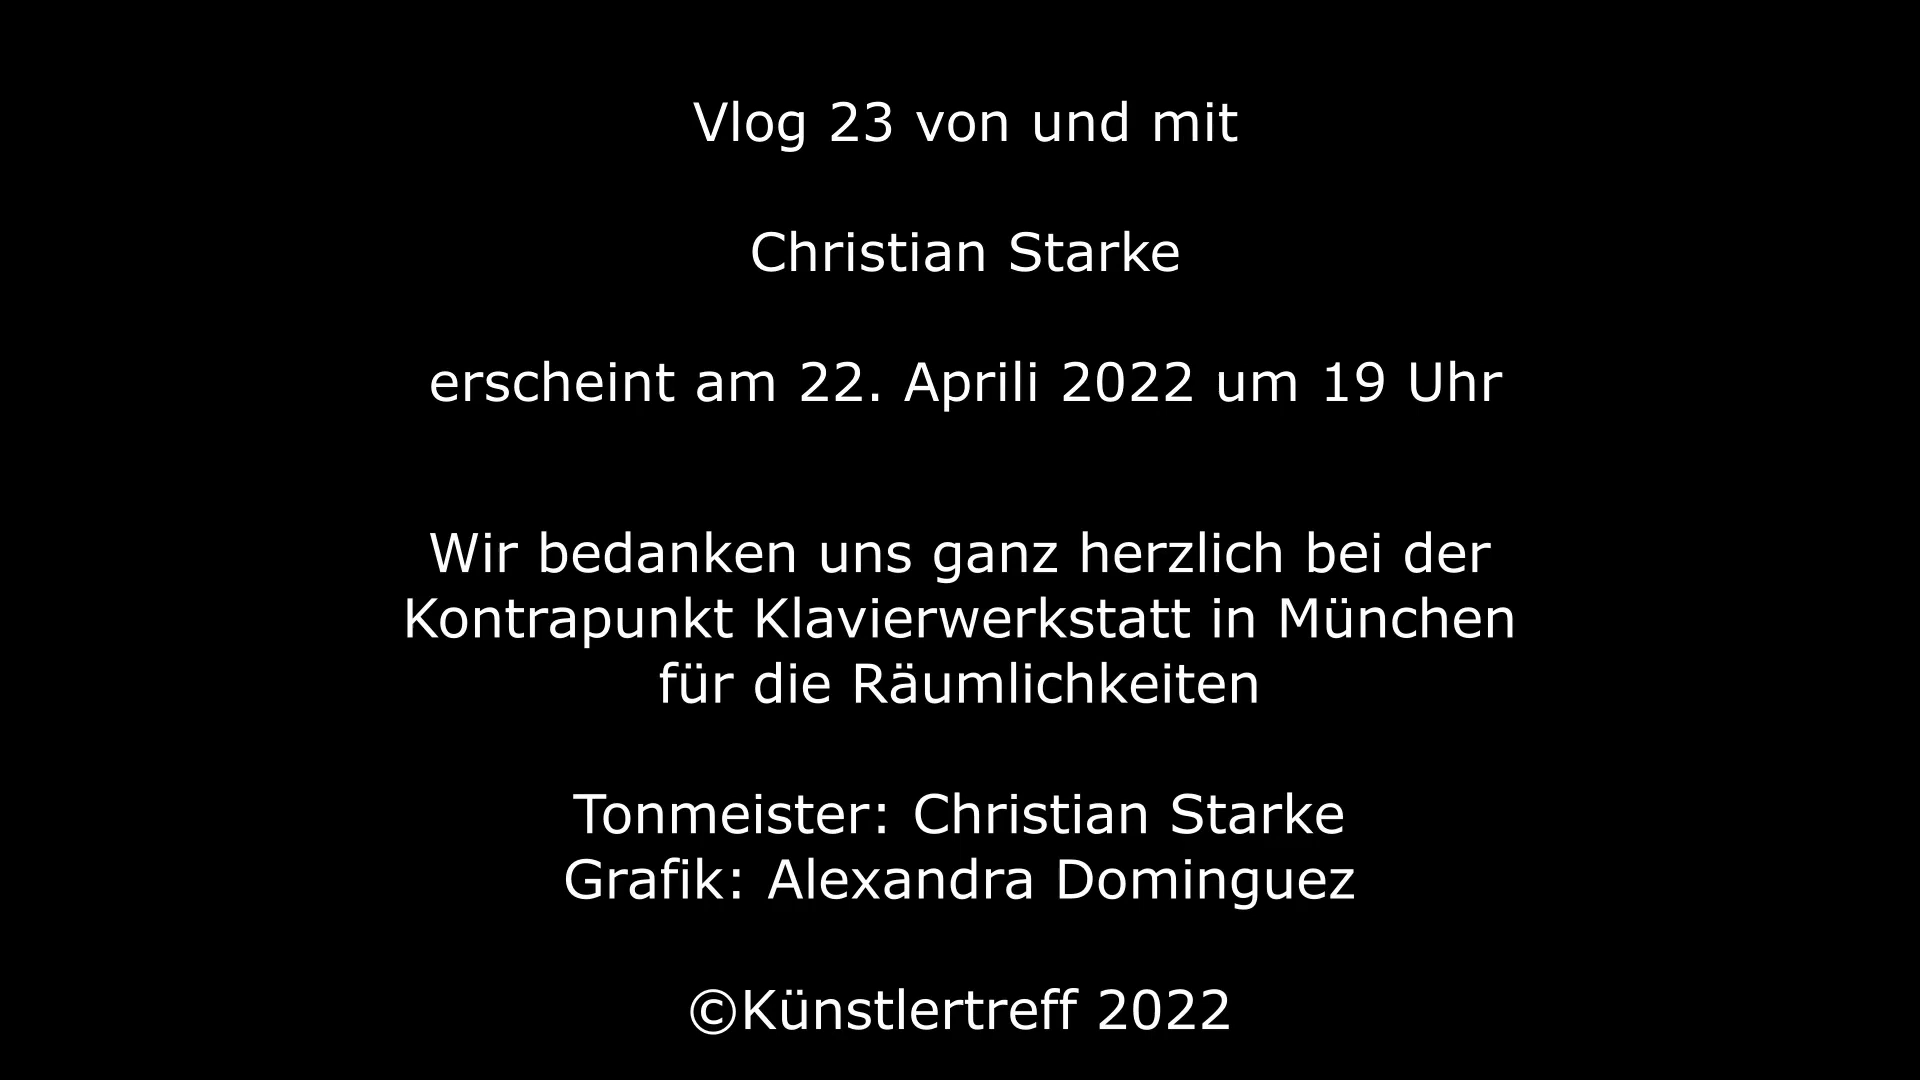 Vlog 23 von und mit
Christian Starke
erscheint am 22. Aprili 2022 um 19 Uhr
Wir bedanken uns ganz herzlich bei der
Kontrapunkt Klavierwerkstatt in München
für die Räumlichkeiten
Tonmeister: Christian Starke
Grafik: Alexandra Dominguez
©Künstlertreff 2022